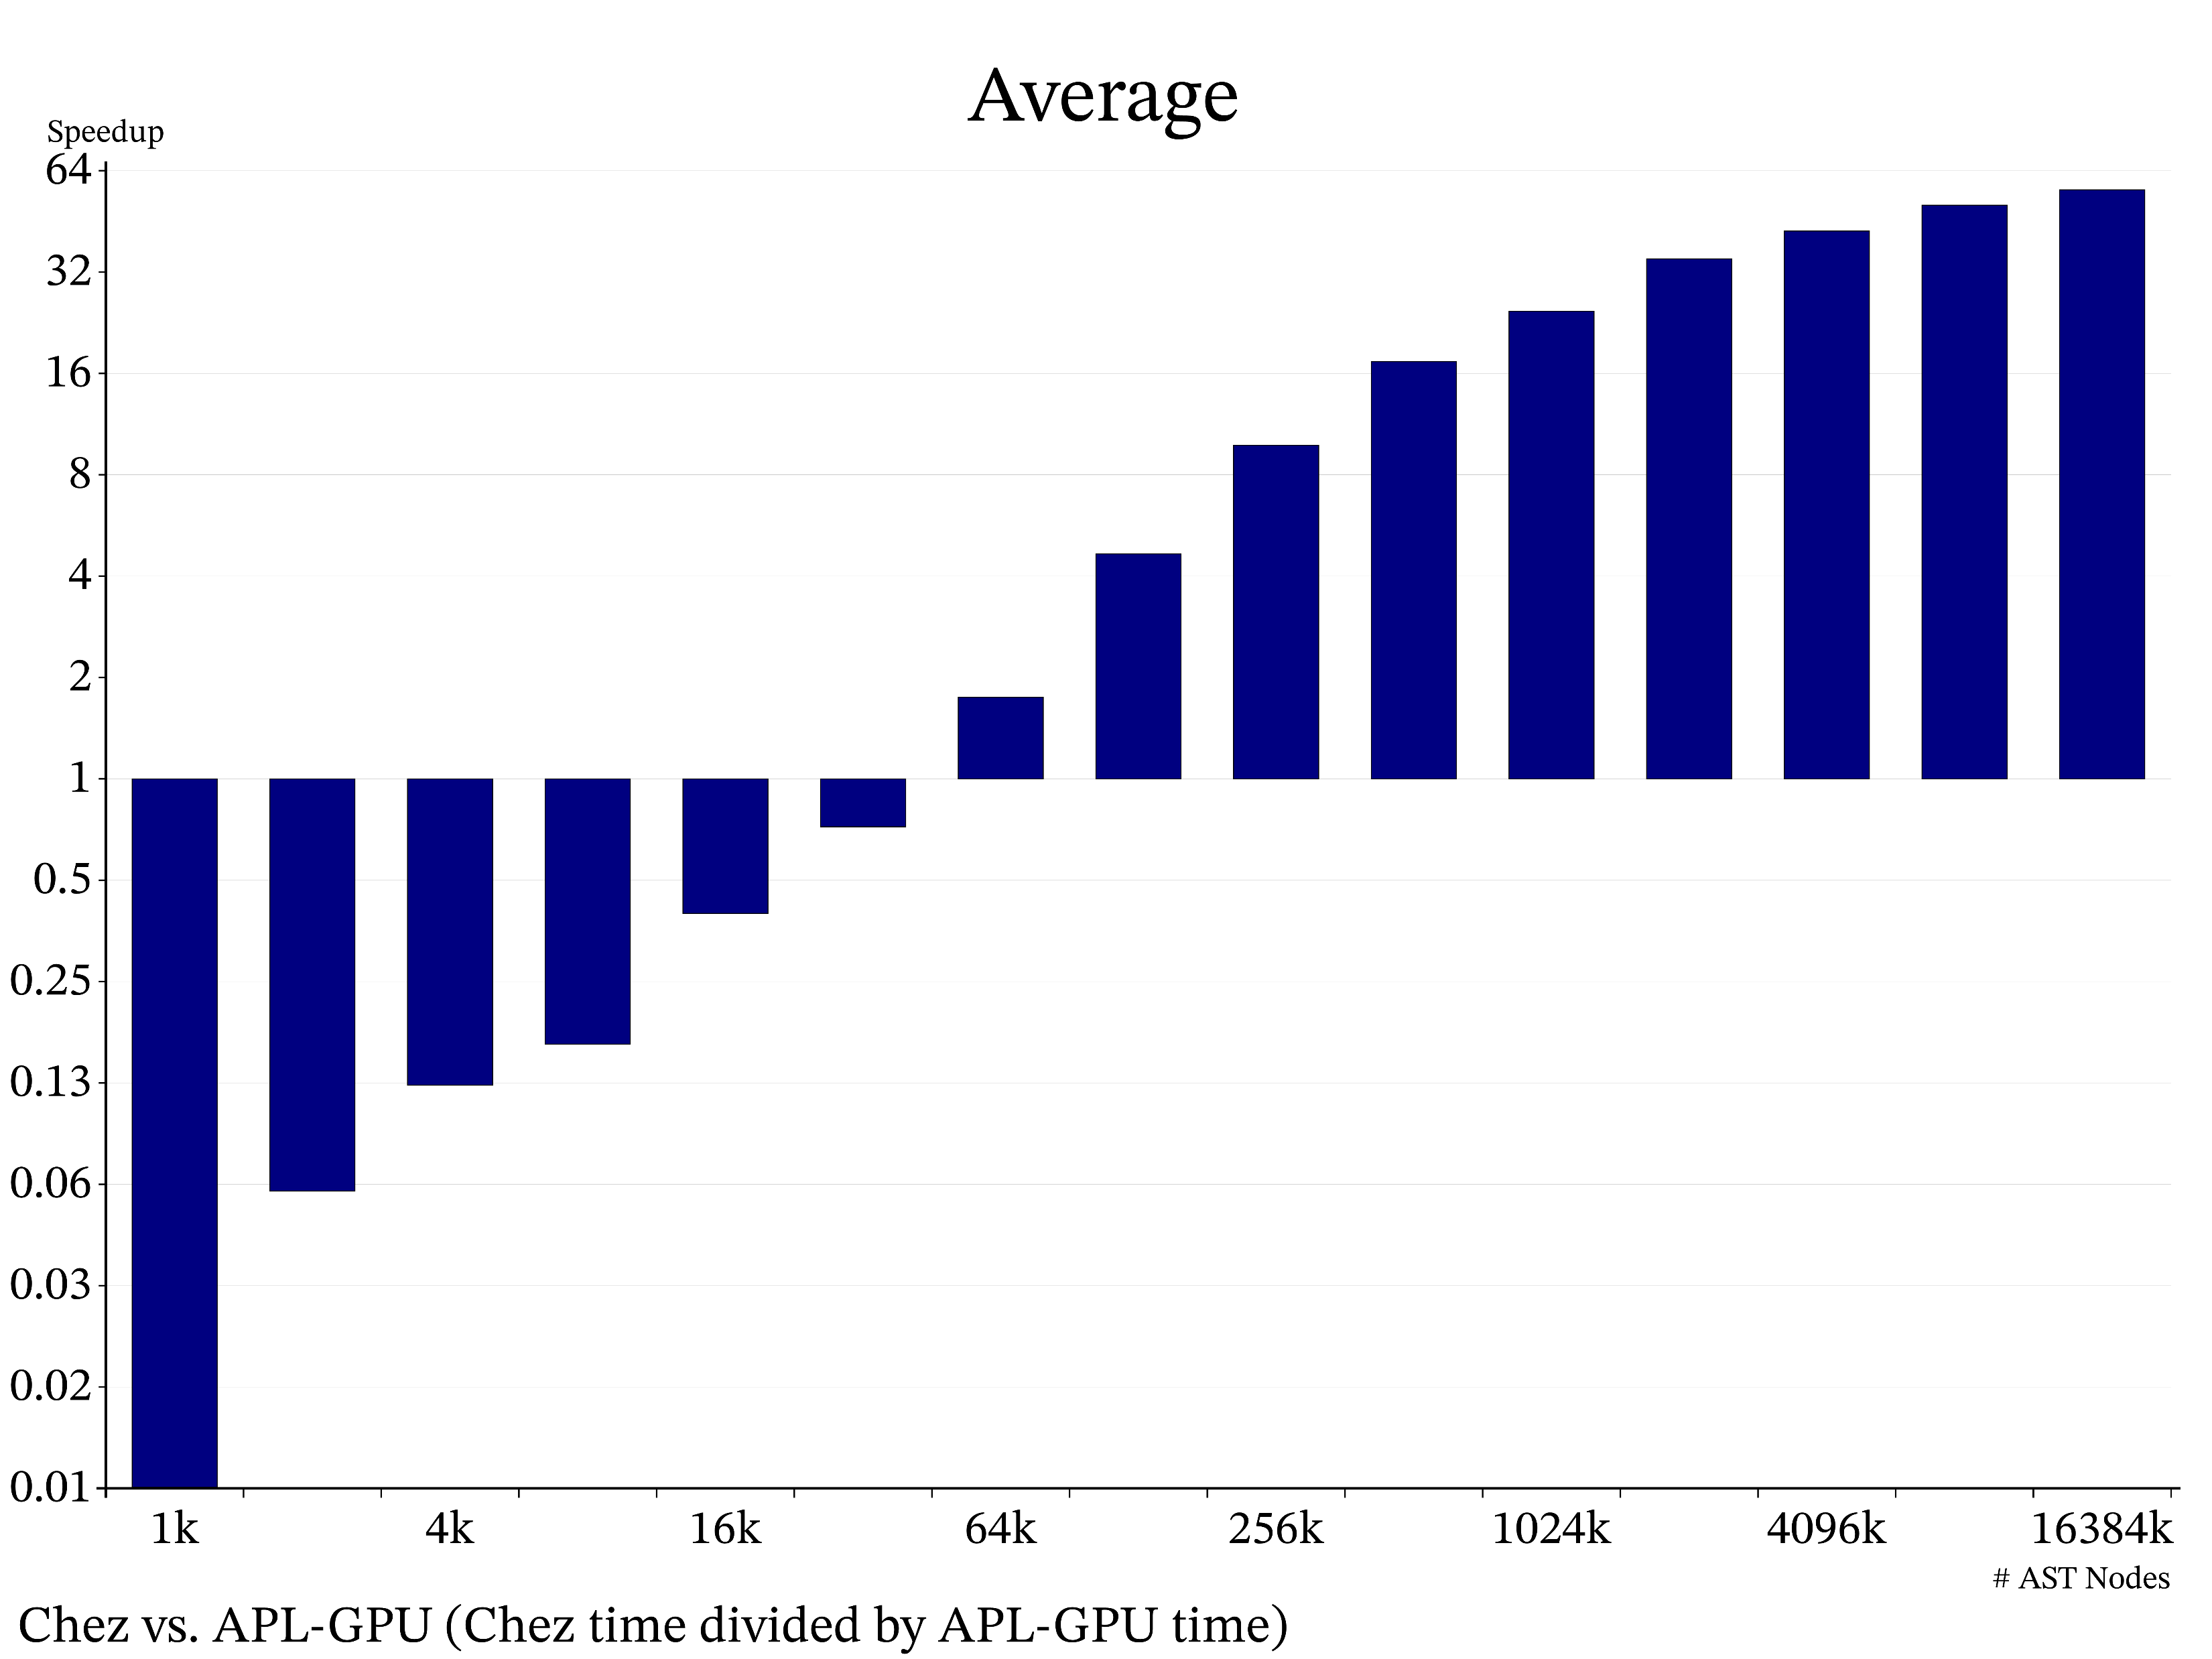 Average
Speedup
64
32
16
8
4
2
1
0.5
0.25
0.13
0.06
0.03
0.02
0.01
1k 4k 16k 64k 256k 1024k 4096k 16384k
# AST Nodes
Chez vs. APL-GPU (Chez time divided by APL-GPU time)